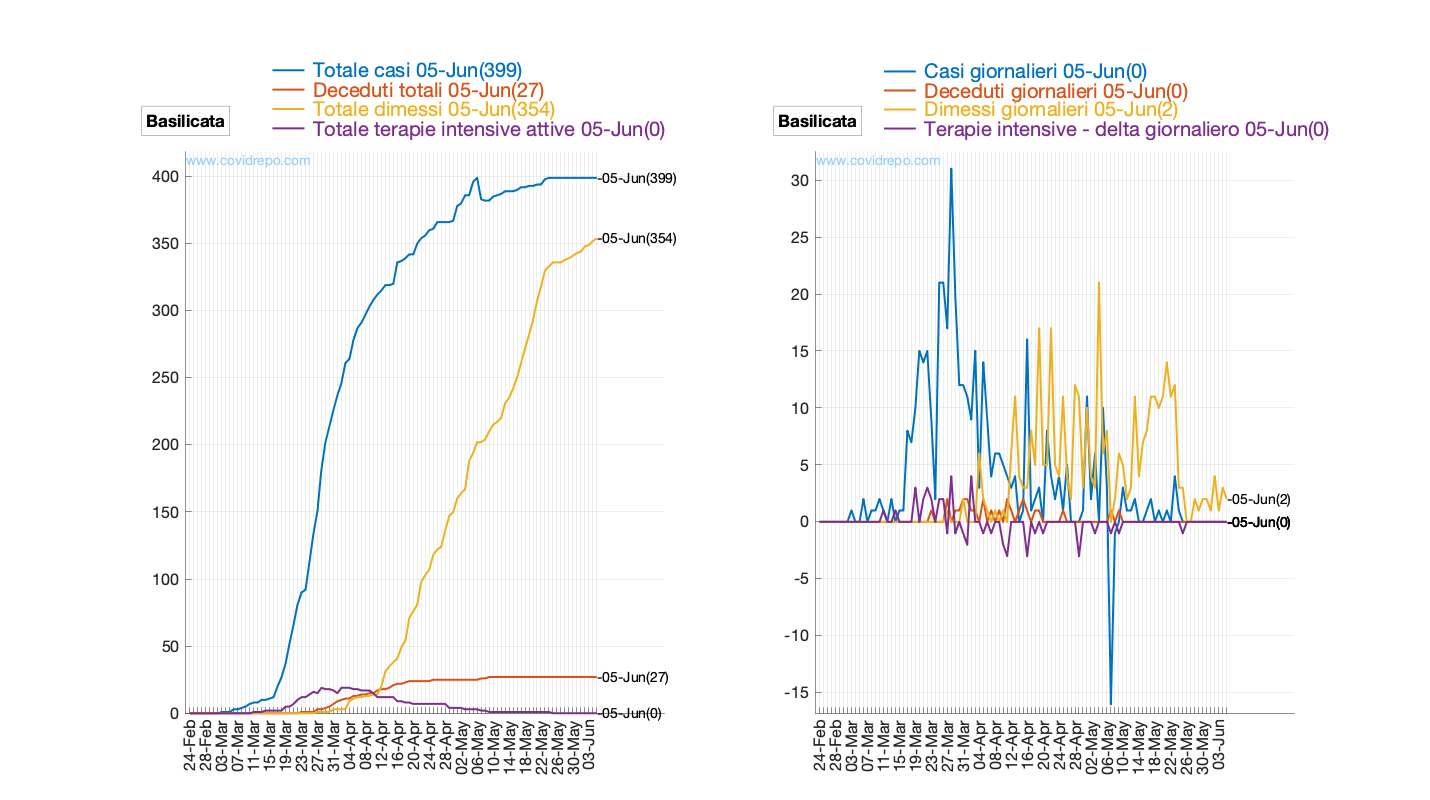 Totale casi 05-Jun(399)
Deceduti totali 05-Jun(27)
Totale dimessi 05-Jun(354)
Totale terapie intensive attive 05-Jun(0)
Basilicata
www.covidrepo.com
400
350
300
250
200
150
100
50
0
-05-Jun(399)
-05-Jun(354)
-05-Jun(27)
-05-Jun(0)
24-Feb
28-Feb
03-Mar
07-Mar
11-Mar
15-Mar
19-Mar
23-Mar
27-Mar
31-Mar
04-Apr
08-Apr
12-Apr
16-Apr
20-Apr
24-Apr
28-Apr
02-May
06-May
10-May
14-May
18-May
22-May
26-May
30-May
03-Jun
Casi giornalieri 05-Jun(0)
Deceduti giornalieri 05-Jun(0)
Dimessi giornalieri 05-Jun(2)
Terapie intensive - delta giornaliero 05-Jun(0)
Basilicata
www.covidrepo.com
30
25
20
15
10
5
0
-5
-10
-15
-05-Jun(2)
-05-Jun(0)
24-Feb
28-Feb
03-Mar
07-Mar
11-Mar
15-Mar
19-Mar
23-Mar
27-Mar
31-Mar
04-Apr
08-Apr
12-Apr
16-Apr
20-Apr
24-Apr
28-Apr
02-May
06-May
10-May
14-May
18-May
22-May
26-May
30-May
03-Jun